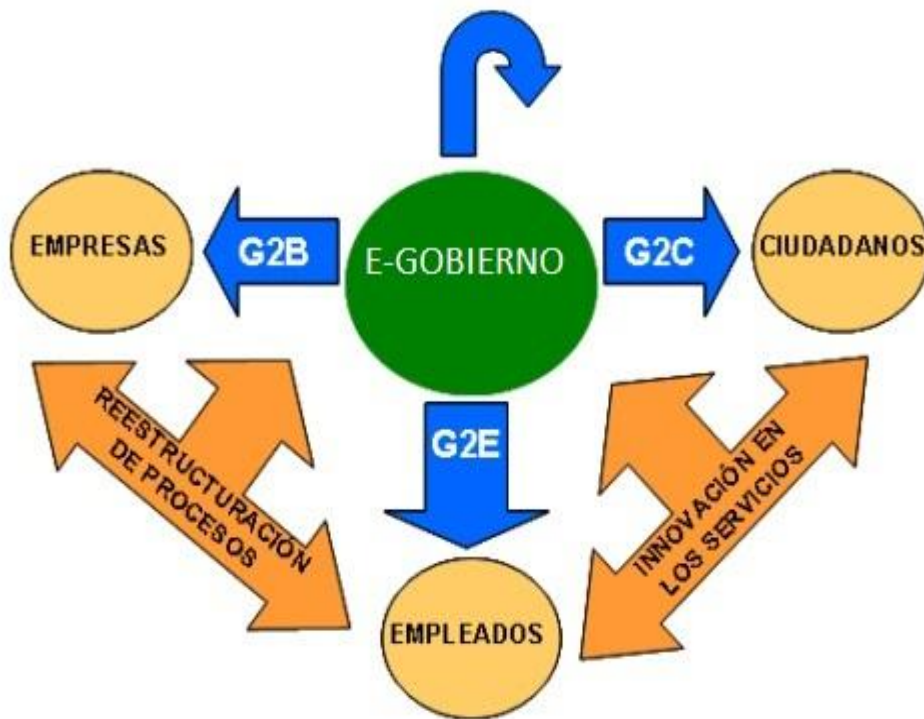 EMPRESAS
G2B
E-GOBIERNO
G2C
CIUDADANOS
REESTRUCTURACIÓN
DE PROCESOS
G2E
INNOVACIÓN EN
LOS SERVICIOS
EMPLEADOS